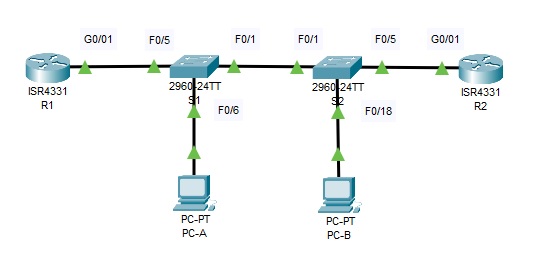 G0/01
F0/5
F0/1
F0/1
F0/5
G0/01
ISR4331
R1
2960-24TT
S1
2960-24TT
S2
ISR4331
R2
F0/6
F0/18
PC-PT
PC-A
PC-PT
PC-B